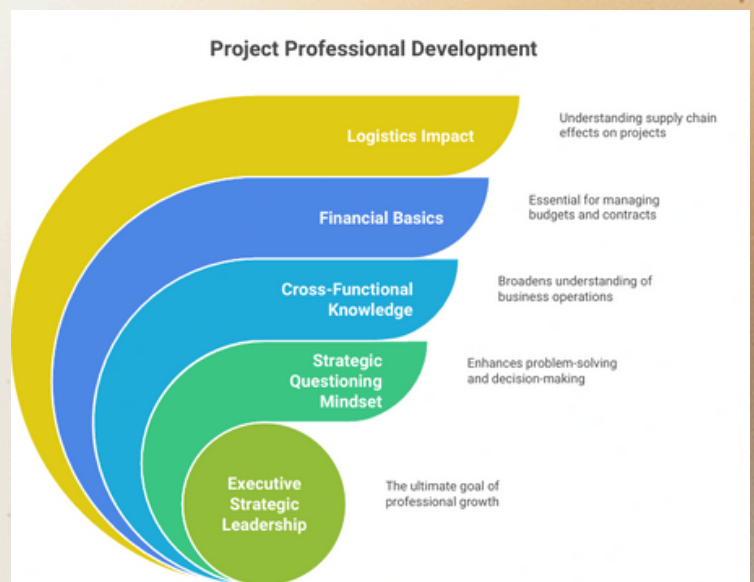 Project Professional Development
Logistics Impact
Understanding supply chain
effects on projects
Financial Basics
Essential for managing
budgets and contracts
Cross-Functional
Knowledge
Broadens understanding of
business operations
Strategic
Questioning
Mindset
Enhances problem-solving
and decision-making
Executive
Strategic
Leadership
The ultimate goal of
professional growth